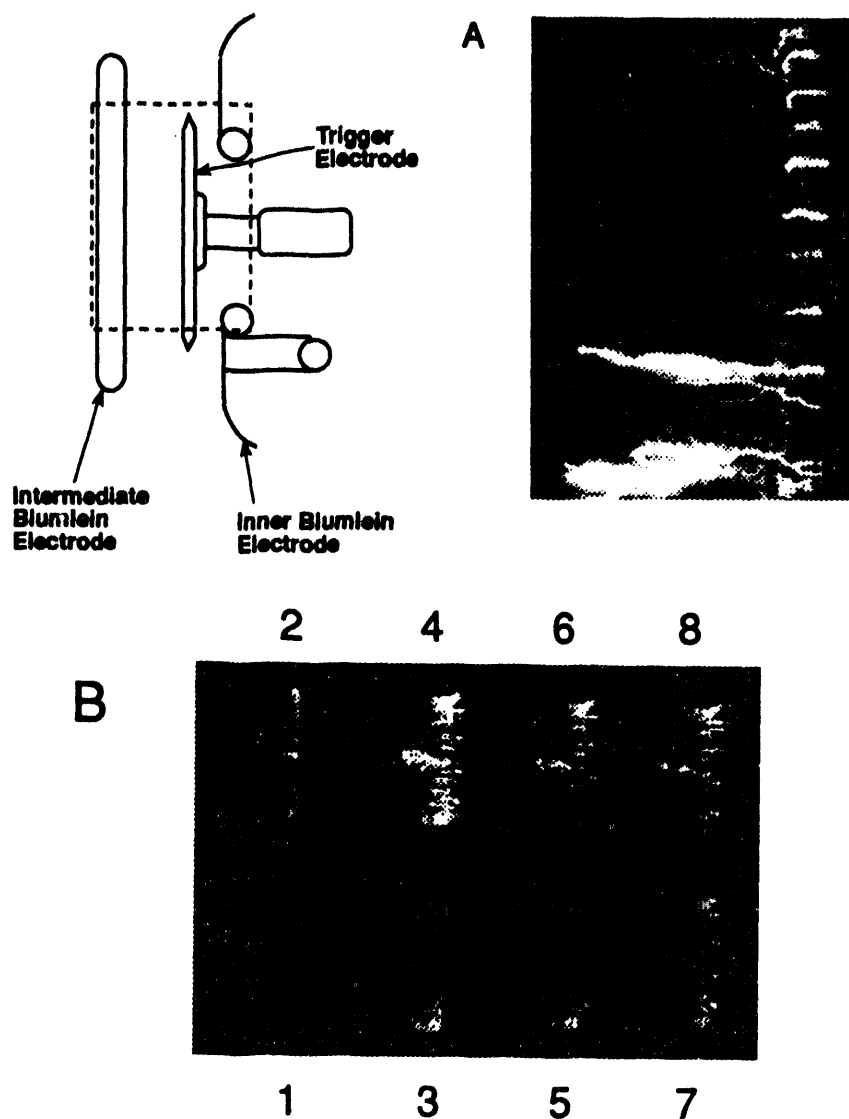 A
Trigger
Electrode
Intermediate
Blumlein
Electrode
Inner Blumlein
Electrode
2 4 6 8
B
1 3 5 7